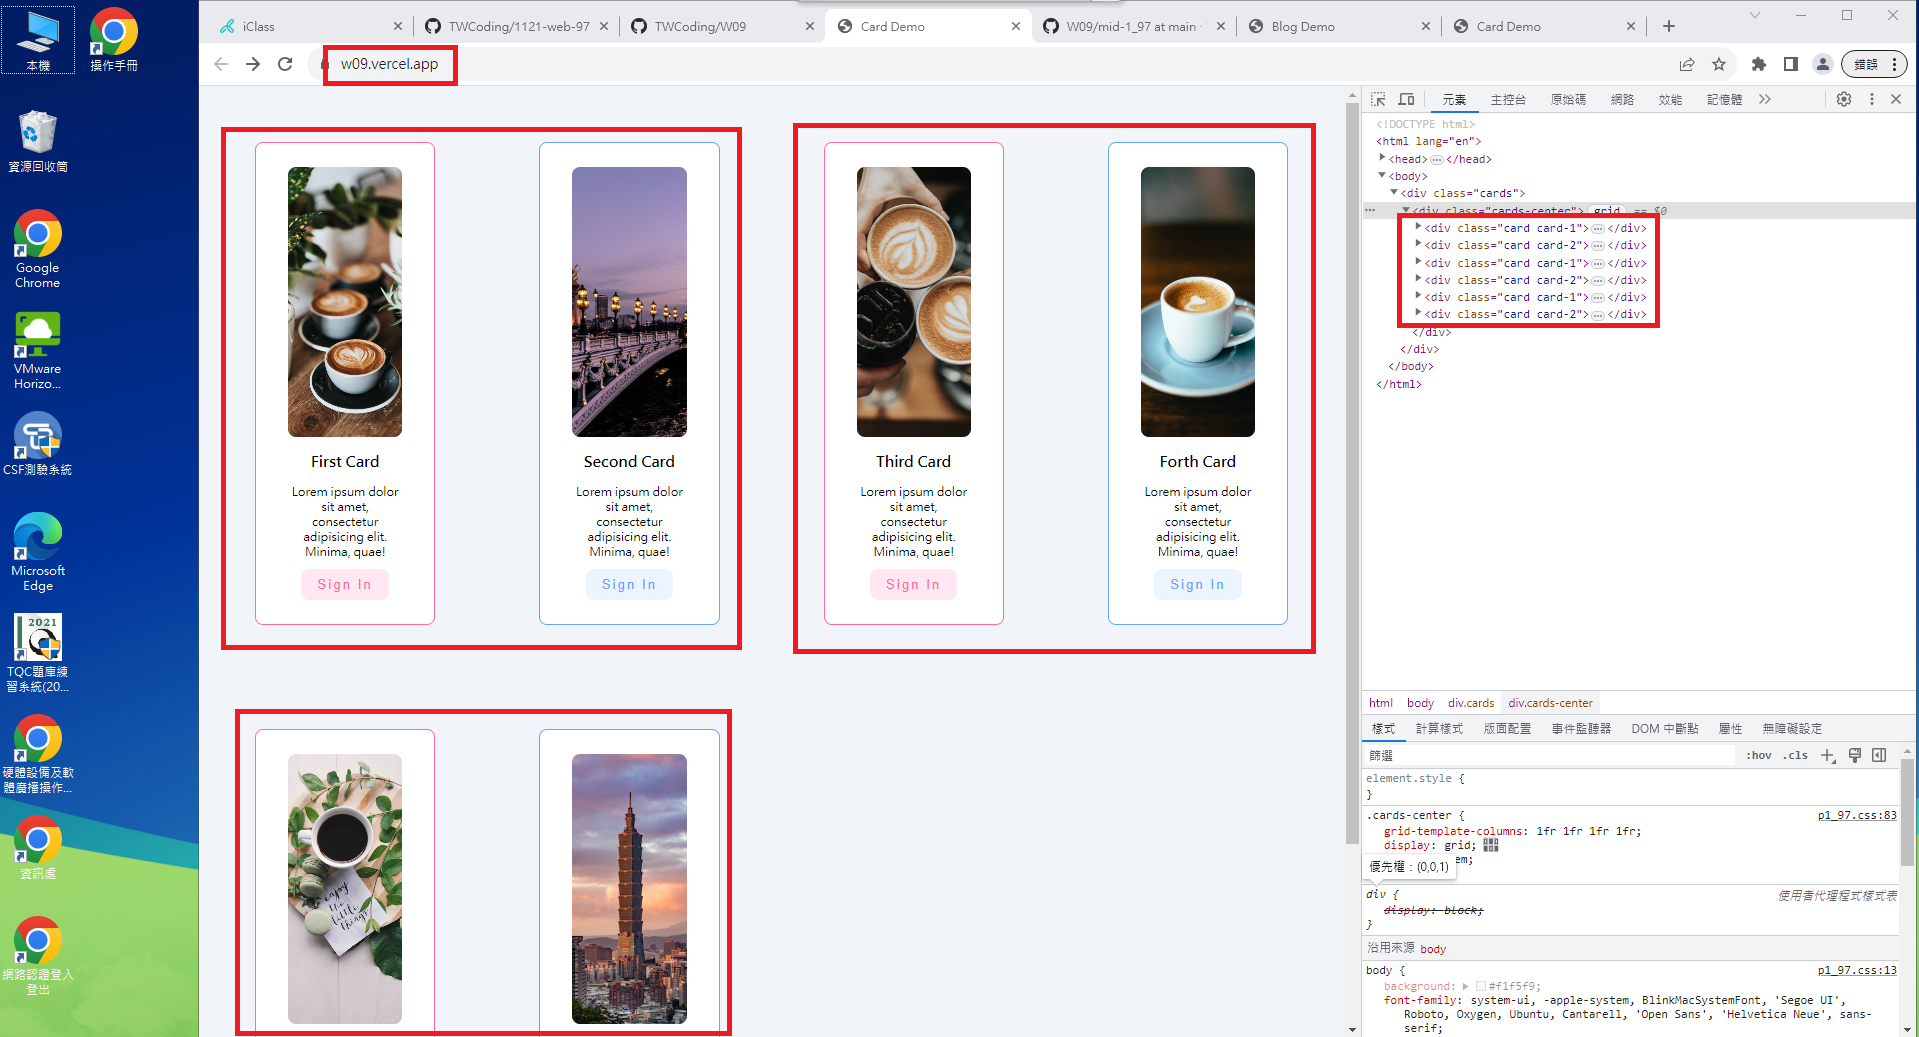 本機
操作手冊
資源回收筒
Google
Chrome
VMware
Horizo...
CSF測驗系統
Microsoft
Edge
2021
TQC題庫練
習系統(20...
硬體設備及軟
體廣播操作...
資訊處
網路認證登入
登出
iClass
TWCoding/1121-web-97
TWCoding/W09
Card Demo
W09/mid-1_97 at main ·
Blog Demo
Card Demo
w09.vercel.app
錯誤
First Card
Lorem ipsum dolor
sit amet,
consectetur
adipisicing elit.
Minima, quae!
Sign In
Second Card
Lorem ipsum dolor
sit amet,
consectetur
adipisicing elit.
Minima, quae!
Sign In
Third Card
Lorem ipsum dolor
sit amet,
consectetur
adipisicing elit.
Minima, quae!
Sign In
Forth Card
Lorem ipsum dolor
sit amet,
consectetur
adipisicing elit.
Minima, quae!
Sign In
enjoy
the
little
things
元素 主控台 原始碼 網路 效能 記憶體
<!DOCTYPE html>
<html lang="en">
<head>…</head>
<body>
<div class="cards">
<div class="cards-center"> grid == $0
<div class="card card-1">…</div>
<div class="card card-2">…</div>
<div class="card card-1">…</div>
<div class="card card-2">…</div>
<div class="card card-1">…</div>
<div class="card card-2">…</div>
</div>
</div>
</body>
</html>
html body div.cards div.cards-center
樣式 計算樣式 版面配置 事件監聽器 DOM 中斷點 屬性 無障礙設定
篩選 :hov .cls
element.style {
}
.cards-center { p1_97.css:83
grid-template-columns: 1fr 1fr 1fr 1fr;
display: grid;
em;
優先權：(0,0,1)
div { 使用者代理程式樣式表
display: block;
}
沿用來源 body
body { p1_97.css:13
background: #f1f5f9;
font-family: system-ui, -apple-system, BlinkMacSystemFont, 'Segoe UI',
Roboto, Oxygen, Ubuntu, Cantarell, 'Open Sans', 'Helvetica Neue', sans-
serif;